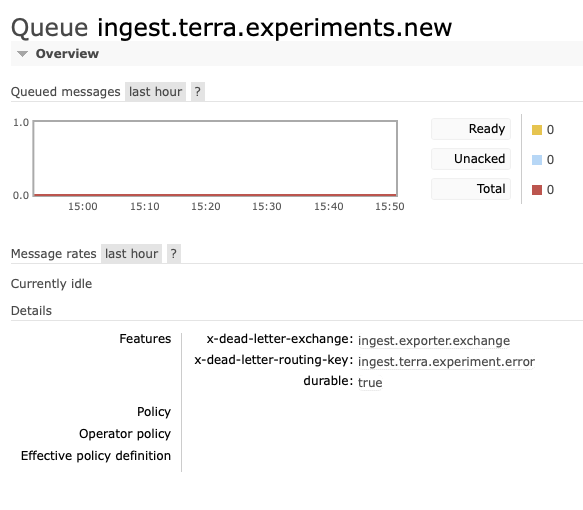 Queue ingest.terra.experiments.new
Overview
Queued messages last hour ?
1.0
0.0
15:00 15:10 15:20 15:30 15:40 15:50
Ready 0
Unacked 0
Total 0
Message rates last hour ?
Currently idle
Details
Features x-dead-letter-exchange: ingest.exporter.exchange
x-dead-letter-routing-key: ingest.terra.experiment.error
durable: true
Policy
Operator policy
Effective policy definition